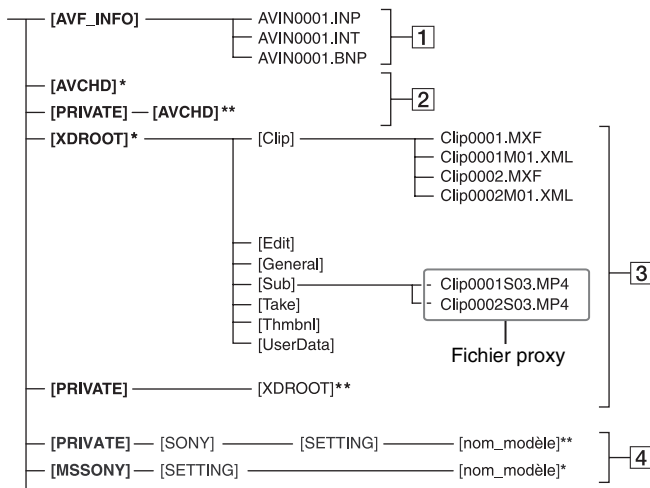 [AVF_INFO] AVIN0001.INP
AVIN0001.INT 1
AVIN0001.BNP
[AVCHD]*
2
[PRIVATE] [AVCHD]**
[XDROOT]* [Clip] Clip0001.MXF
Clip0001M01.XML
Clip0002.MXF
Clip0002M01.XML
[Edit]
[General]
3
[Sub] Clip0001S03.MP4
[Take] Clip0002S03.MP4
[Thmbnl]
[UserData]
Fichier proxy
[PRIVATE] [XDROOT]**
[PRIVATE] [SONY] [SETTING] [nom_modèle]**
4
[MSSONY] [SETTING] [nom_modèle]*